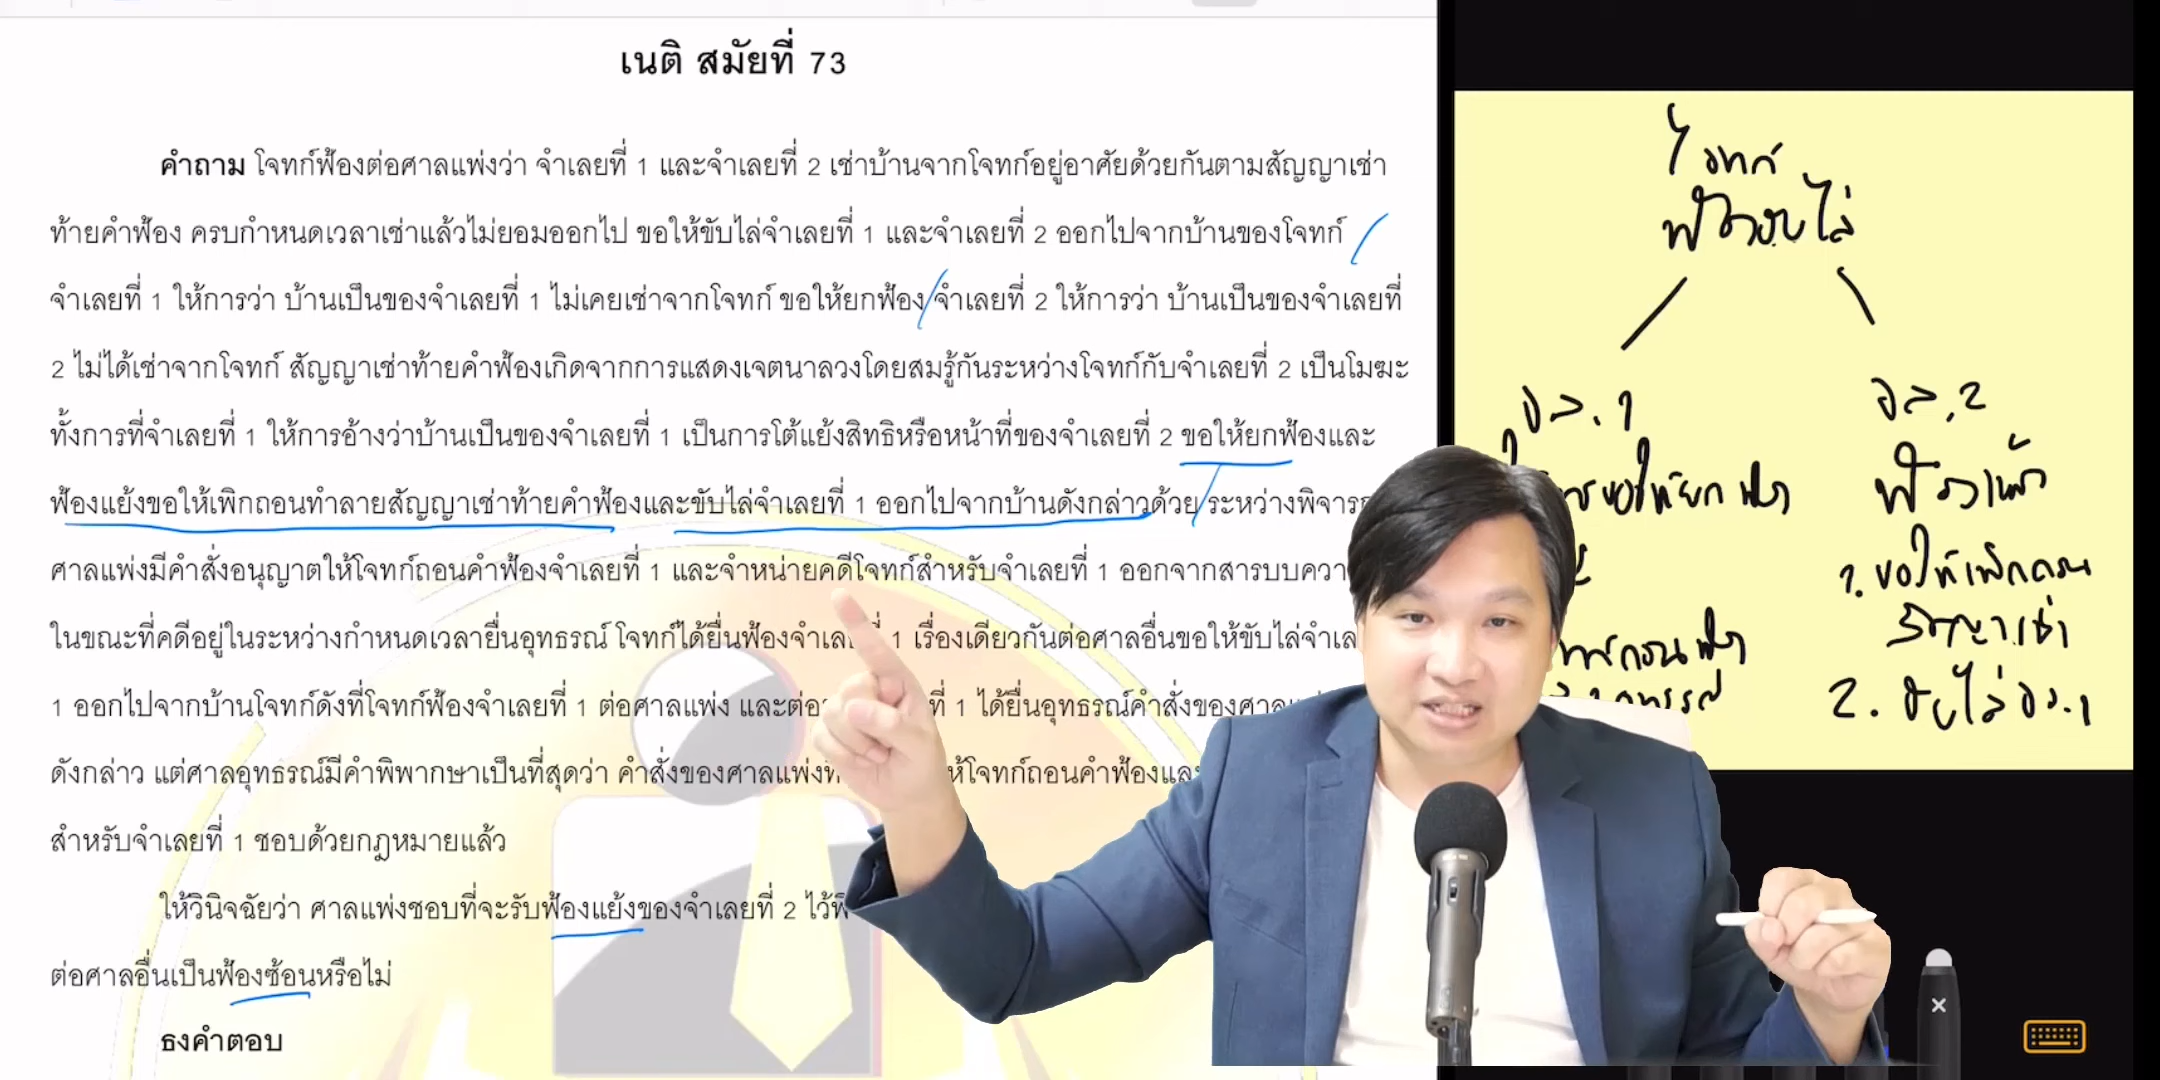 เนติ สมัยที่ 73
คำถาม โจทก์ฟ้องต่อศาลแพ่งว่า จำเลยที่ 1 และจำเลยที่ 2 เช่าบ้านจากโจทก์อยู่อาศัยด้วยกันตามสัญญาเช่า
ท้ายคำฟ้อง ครบกำหนดเวลาเช่าแล้วไม่ยอมออกไป ขอให้ขับไล่จำเลยที่ 1 และจำเลยที่ 2 ออกไปจากบ้านของโจทก์
จำเลยที่ 1 ให้การว่า บ้านเป็นของจำเลยที่ 1 ไม่เคยเช่าจากโจทก์ ขอให้ยกฟ้อง จำเลยที่ 2 ให้การว่า บ้านเป็นของจำเลยที่
2 ไม่ได้เช่าจากโจทก์ สัญญาเช่าท้ายคำฟ้องเกิดจากการแสดงเจตนาลวงโดยสมรู้กันระหว่างโจทก์กับจำเลยที่ 2 เป็นโมฆะ
ทั้งการที่จำเลยที่ 1 ให้การอ้างว่าบ้านเป็นของจำเลยที่ 1 เป็นการโต้แย้งสิทธิหรือหน้าที่ของจำเลยที่ 2 ขอให้ยกฟ้องและ
ฟ้องแย้งขอให้เพิกถอนทำลายสัญญาเช่าท้ายคำฟ้องและขับไล่จำเลยที่ 1 ออกไปจากบ้านดังกล่าวด้วย ระหว่าง
ศาลแพ่งมีคำสั่งอนุญาตให้โจทก์ถอนคำฟ้องจำเลยที่ 1 และจำหน่ายคดีโจทก์สำหรับจำเลยที่ 1 ออกจากสารบบ
ในขณะที่คดีอยู่ในระหว่างกำหนดเวลายื่นอุทธรณ์ โจทก์ได้ยื่นฟ้อง 1 เรื่องเดียวกันต่อศาลอื่นขอให้ขับไล่
1 ออกไปจากบ้านโจทก์ดังที่โจทก์ฟ้องจำเลยที่ 1 ต่อศาลแพ่ง ที่ 1 ได้ยื่นอุทธรณ์คำสั่งของ
ดังกล่าว แต่ศาลอุทธรณ์มีคำพิพากษาเป็นที่สุดว่า คำสั่งของศาลแพ่ง ให้โจทก์ถอนคำฟ้อง
สำหรับจำเลยที่ 1 ชอบด้วยกฎหมายแล้ว
ให้วินิจฉัยว่า ศาลแพ่งชอบที่จะรับฟ้องแย้งของจำเลยที่ 2 ไว้
ต่อศาลอื่นเป็นฟ้องซ้อนหรือไม่
ธงคำตอบ
โจทก์
ฟ้องขับไล่
จล.1
จล.2
ขอให้ยกฟ้อง
ฟ้องแย้ง
1. ขอให้เพิกถอน
สัญญาเช่า
ถอนฟ้อง
2. ขับไล่ จล.1